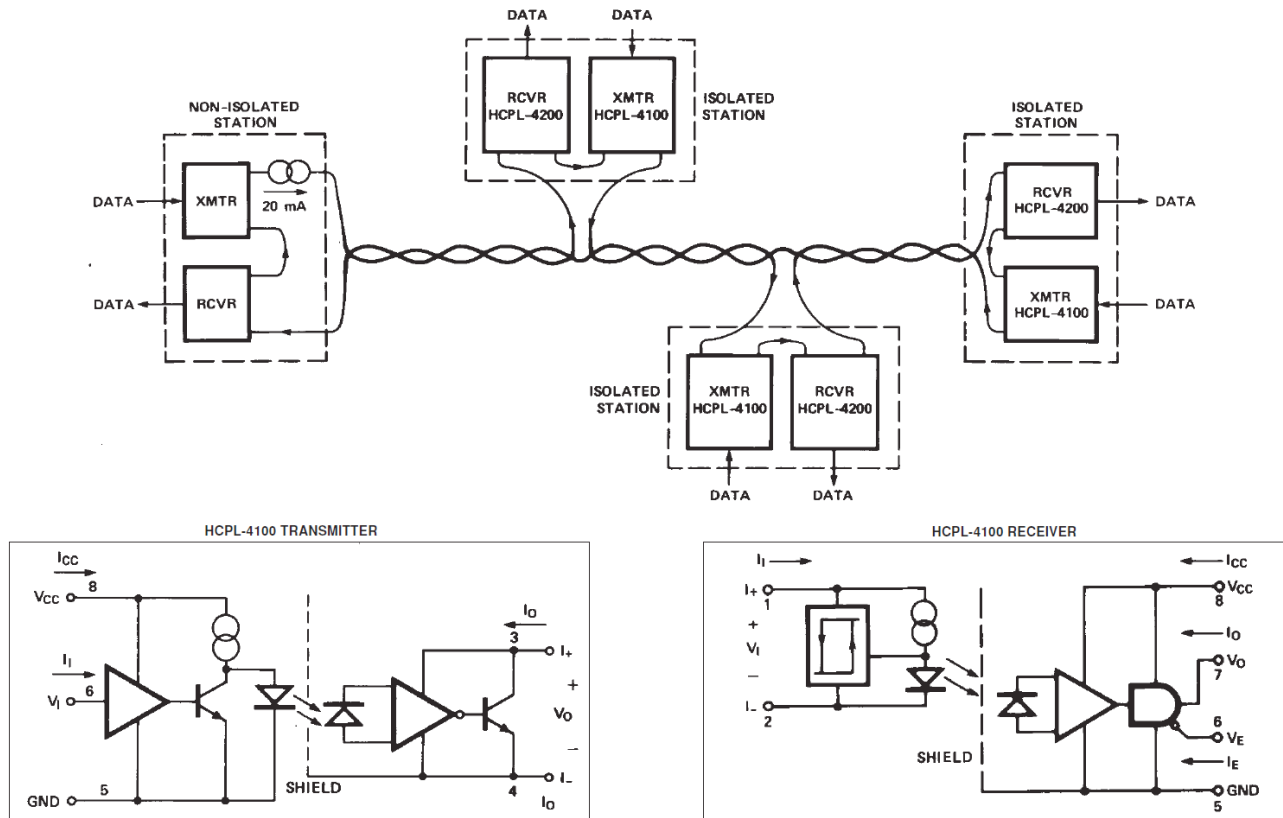 DATA
DATA
RCVR
HCPL-4200
XMTR
HCPL-4100
ISOLATED
STATION
NON-ISOLATED
STATION
DATA
XMTR
20 mA
DATA
RCVR
ISOLATED
STATION
RCVR
HCPL-4200
DATA
XMTR
HCPL-4100
DATA
ISOLATED
STATION
XMTR
HCPL-4100
RCVR
HCPL-4200
DATA
DATA
HCPL-4100 TRANSMITTER
ICC
8
VCC
II
6
VI
5
GND
SHIELD
IO
3
I+
+
VO
–
I–
4
IO
HCPL-4100 RECEIVER
II
I+
1
+
VI
–
I–
2
SHIELD
ICC
VCC
8
IO
VO
7
6
VE
IE
GND
5